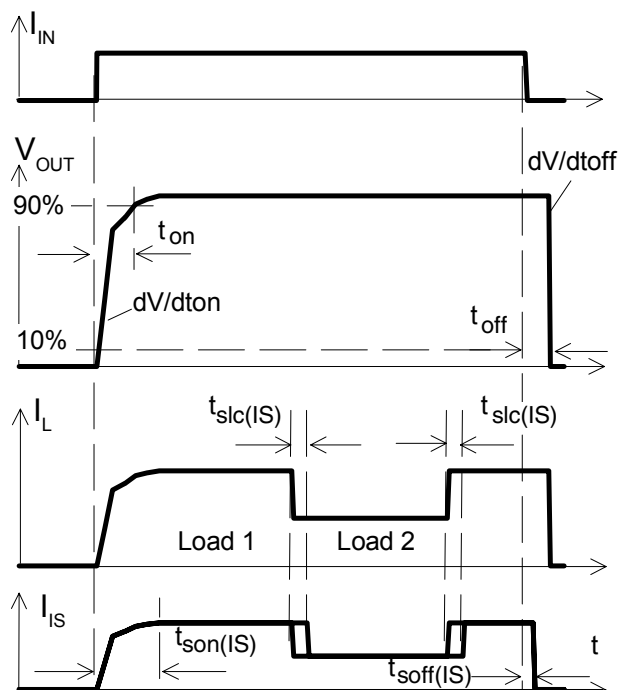 I_IN
V_OUT
dV/dtoff
90%
t_on
dV/dton
10%
t_off
I_L
t_slc(IS)
t_slc(IS)
Load 1
Load 2
I_IS
t_son(IS)
t_soff(IS)
t